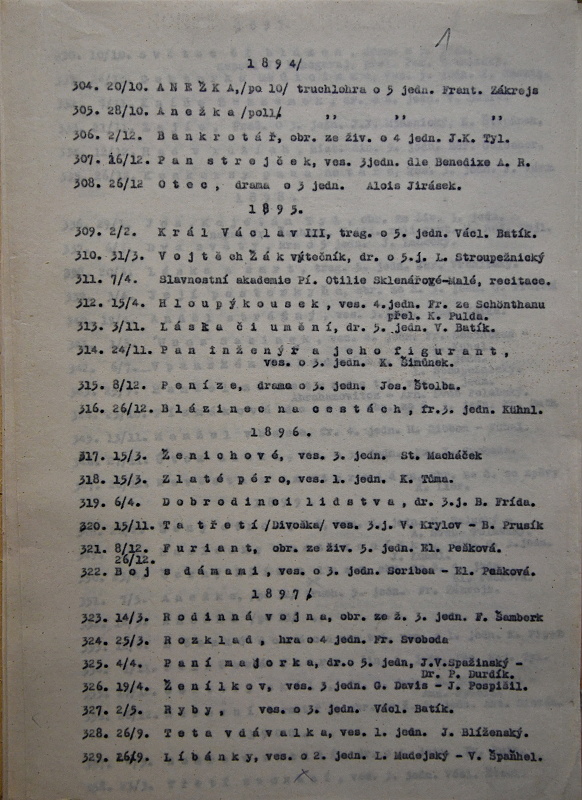 1
1894/
304. 20/10. A N E Ž K A,/po 10/ truchlohra o 5 jedn. Frant. Zákrejs
305. 28/10. A n e ž k a /poll/ ,, ,, ,,
306. 2/12. B a n k r o t á ř, obr. ze živ. o 4 jedn. J.K. Tyl.
307. 16/12. P a n s t r e j č e k, ves. 3jedn. dle Benedixe A. R.
308. 26/12 O t e c , drama o 3 jedn. Alois Jirásek.
1 8 9 5.
309. 2/2. K r á l V á c l a v III, trag. o 5. jedn. Václ. Batík.
310. 31/3. V o j t ě c h Ž á k výtečník, dr. o 5.j. L. Stroupežnický
311. 7/4. Slavnostní akademie Pí. Otilie Sklenářové-Malé, recitace.
312. 15/4. H l o u p ý k o u s e k , ves. 4.jedn. Fr. ze Schönthanu
přel. K. Pulda.
313. 3/11. L á s k a č i u m ě n í, dr. 5. jedn. V. Batík.
314. 24/11. P a n i n ž e n ý r a j e h o f i g u r a n t ,
ves. o 3. jedn. K. Šimůnek.
315. 8/12. P e n í z e, drama o 3. jedn. Jos. Štolba.
316. 26/12. B l á z i n e c n a c e s t á c h , fr.3. jedn. Kühnl.
1 8 9 6.
317. 15/3. Ž e n i c h o v é, ves. 3. jedn. St. Macháček
318. 15/3. Z l a t é p é r o, ves. 1. jedn. K. Tůma.
319. 6/4. D o b r o d i n c i l i d s t v a , dr. 3.j. B. Frída.
320. 15/11. T a t ř e t í /Divoška/ ves. 3.j. V. Krylov - B. Prusík
321. 8/12. F u r i a n t, obr. ze živ. 5. jedn. El. Pešková.
26/12.
322. B o j s d á m a m i , ves. o 3. jedn. Scribea - El. Pešková.
1 8 9 7/
323. 14/3. R o d i n n á v o j n a, obr. ze ž. 3. jedn. F. Šamberk
324. 25/3. R o z k l a d , hra o 4 jedn. Fr. Svoboda
325. 4/4. P a n í m a j o r k a, dr.o 5. jedn, J.V.Spažinský -
Dr. P. Durdík.
326. 19/4. Ž e n í l k o v, ves. 3 jedn. G. Davis - J. Pospíšil.
327. 2/5. R y b y , ves. o 3. jedn. Václ. Batík.
328. 26/9. T e t a v d á v a l k a, ves. 1. jedn. J. Blíženský.
329. 26/9. L í b á n k y, ves. o 2. jedn. L. Madejský - V. Špaňhel.